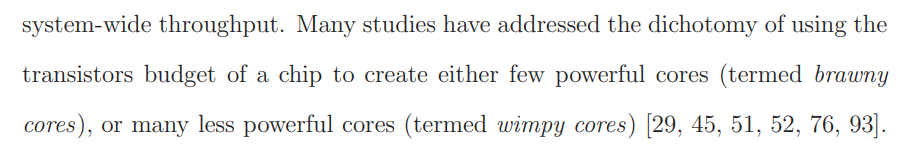 system-wide throughput. Many studies have addressed the dichotomy of using the
transistors budget of a chip to create either few powerful cores (termed brawny
cores), or many less powerful cores (termed wimpy cores) [29, 45, 51, 52, 76, 93].